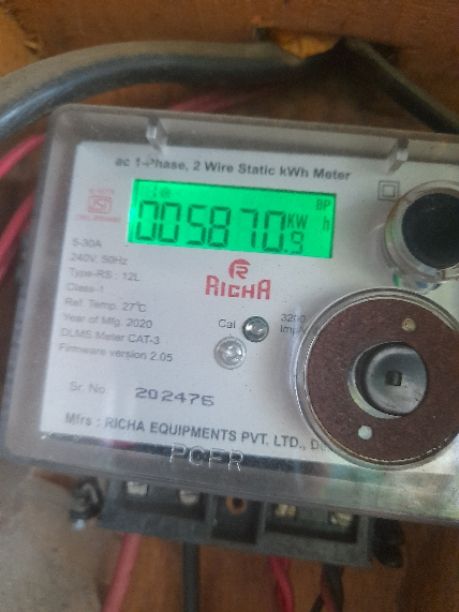 ac 1-Phase, 2 Wire Static kWh Meter
BP
005870.9 KW h
5-30A
240V, 50Hz
Type-RS : 12L
Class-1
Ref. Temp. 27°C
Year of Mfg. 2020
DLMS Meter CAT-3
Firmware version 2.05
R
RICHA
Cal
3200
Imp/
Sr. No. 202476
Mfrs : RICHA EQUIPMENTS PVT. LTD.,